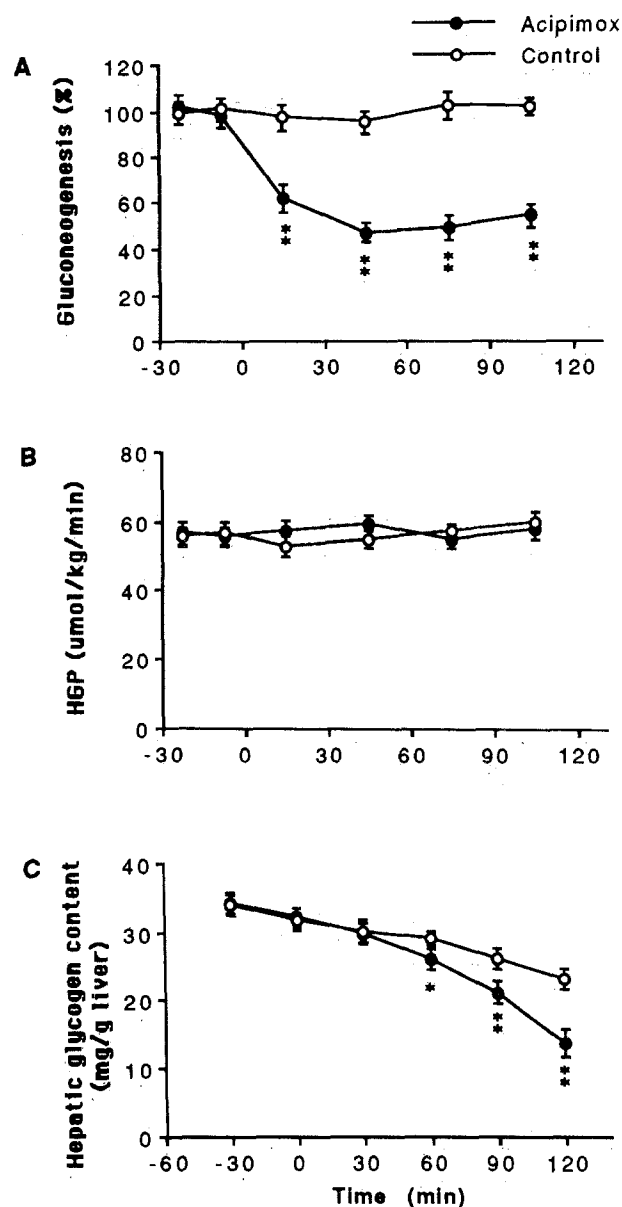 Acipimox
Control
A
Gluconeogenesis (%)
120
100
80
60
40
20
0
-30 0 30 60 90 120
**
**
**
**
B
HGP (umol/kg/min)
80
60
40
20
0
-30 0 30 60 90 120
C
Hepatic glycogen content
(mg/g liver)
40
30
20
10
0
-60 -30 0 30 60 90 120
*
**
**
Time (min)